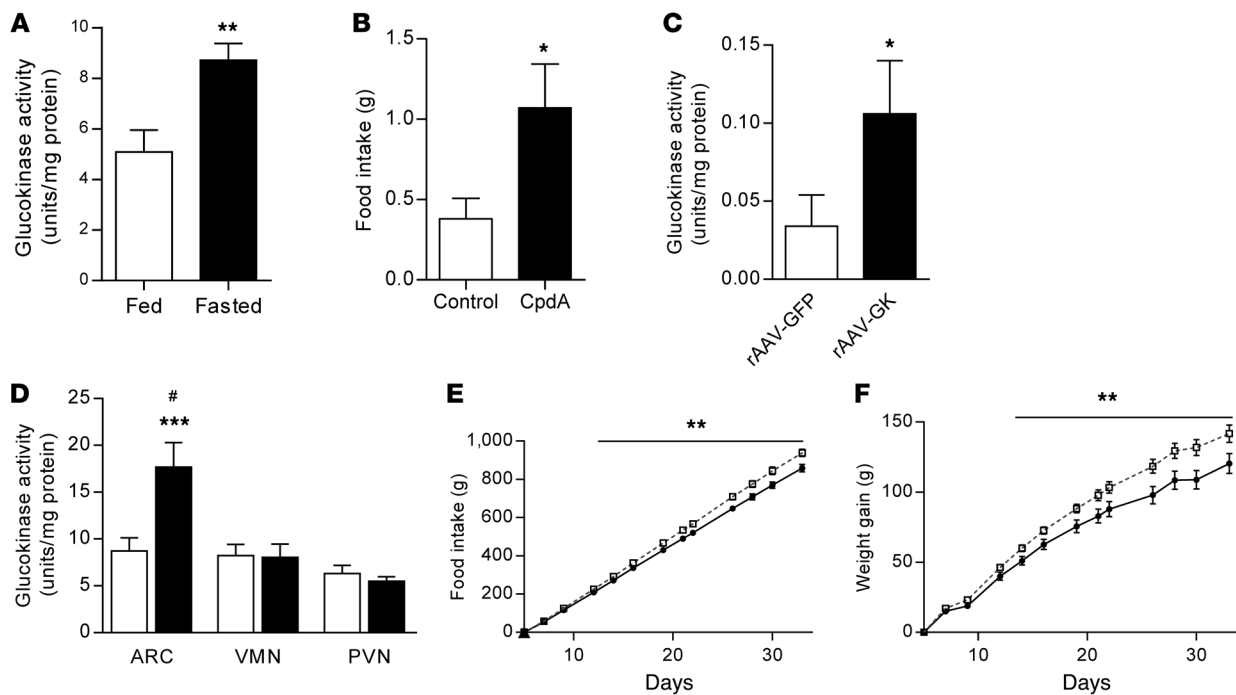 A
Glucokinase activity
(units/mg protein)
10
8
6
4
2
0
**
Fed
Fasted
B
Food intake (g)
1.5
1.0
0.5
0.0
*
Control
CpdA
C
Glucokinase activity
(units/mg protein)
0.15
0.10
0.05
0.00
*
rAAV-GFP
rAAV-GK
D
Glucokinase activity
(units/mg protein)
25
20
15
10
5
0
#
***
ARC
VMN
PVN
E
Food intake (g)
1,000
800
600
400
200
0
**
10
20
30
Days
F
Weight gain (g)
150
100
50
0
**
10
20
30
Days